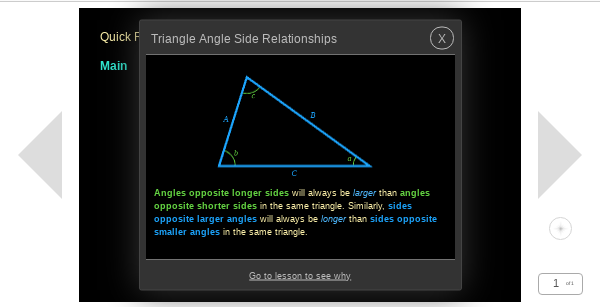 Quick
Triangle Angle Side Relationships
X
Main
c
A
B
b
a
C
Angles opposite longer sides will always be larger than angles
opposite shorter sides in the same triangle. Similarly, sides
opposite larger angles will always be longer than sides opposite
smaller angles in the same triangle.
Go to lesson to see why
1 of 1